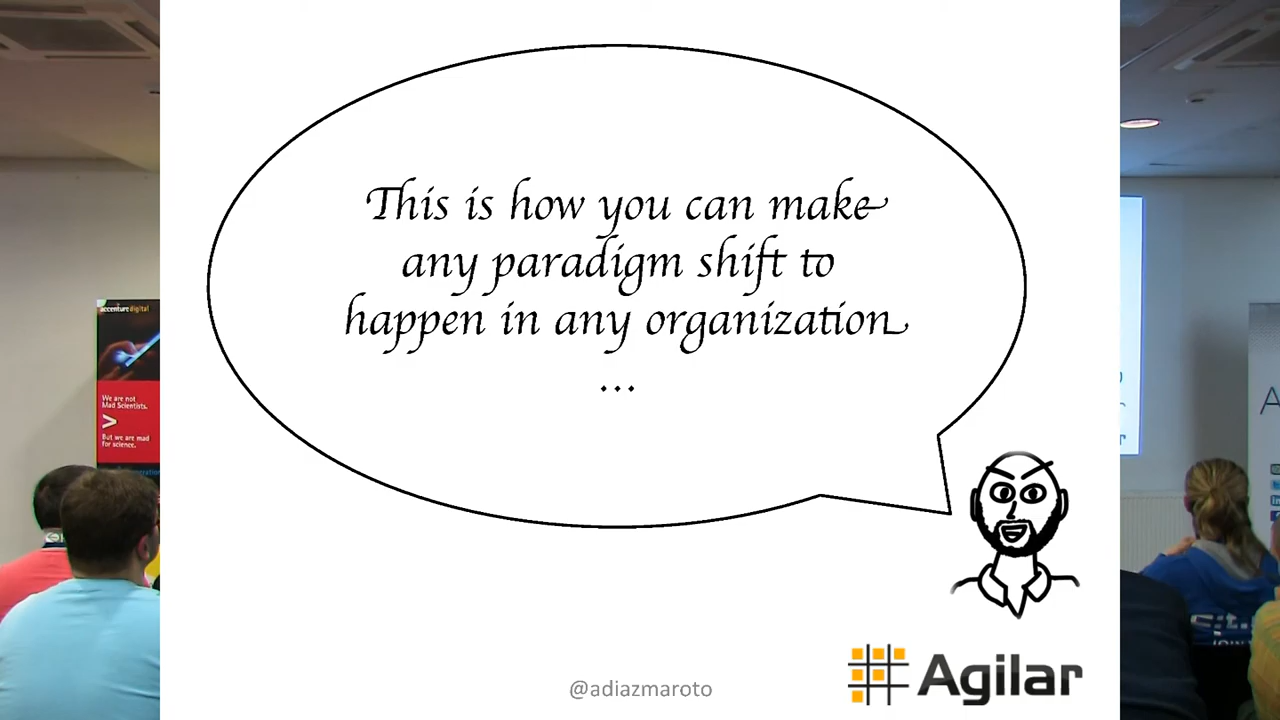 This is how you can make
any paradigm shift to
happen in any organization
...
@adiazmaroto
Agilar
accenture digital
We are not
Mad Scientists.
>
But we are mad
for science.